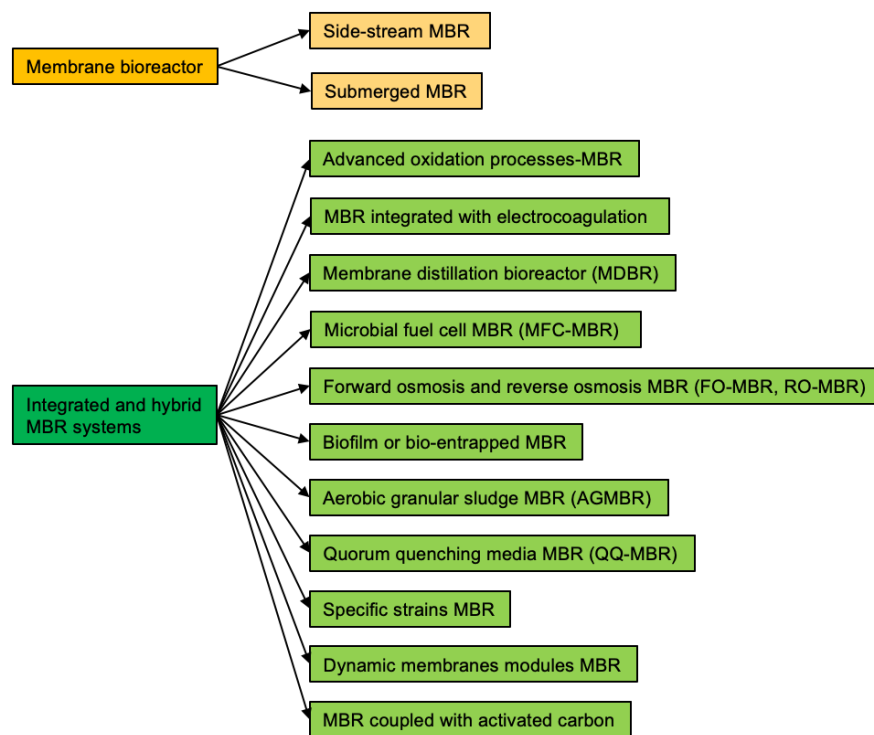 Membrane bioreactor
Side-stream MBR
Submerged MBR
Integrated and hybrid
MBR systems
Advanced oxidation processes-MBR
MBR integrated with electrocoagulation
Membrane distillation bioreactor (MDBR)
Microbial fuel cell MBR (MFC-MBR)
Forward osmosis and reverse osmosis MBR (FO-MBR, RO-MBR)
Biofilm or bio-entrapped MBR
Aerobic granular sludge MBR (AGMBR)
Quorum quenching media MBR (QQ-MBR)
Specific strains MBR
Dynamic membranes modules MBR
MBR coupled with activated carbon